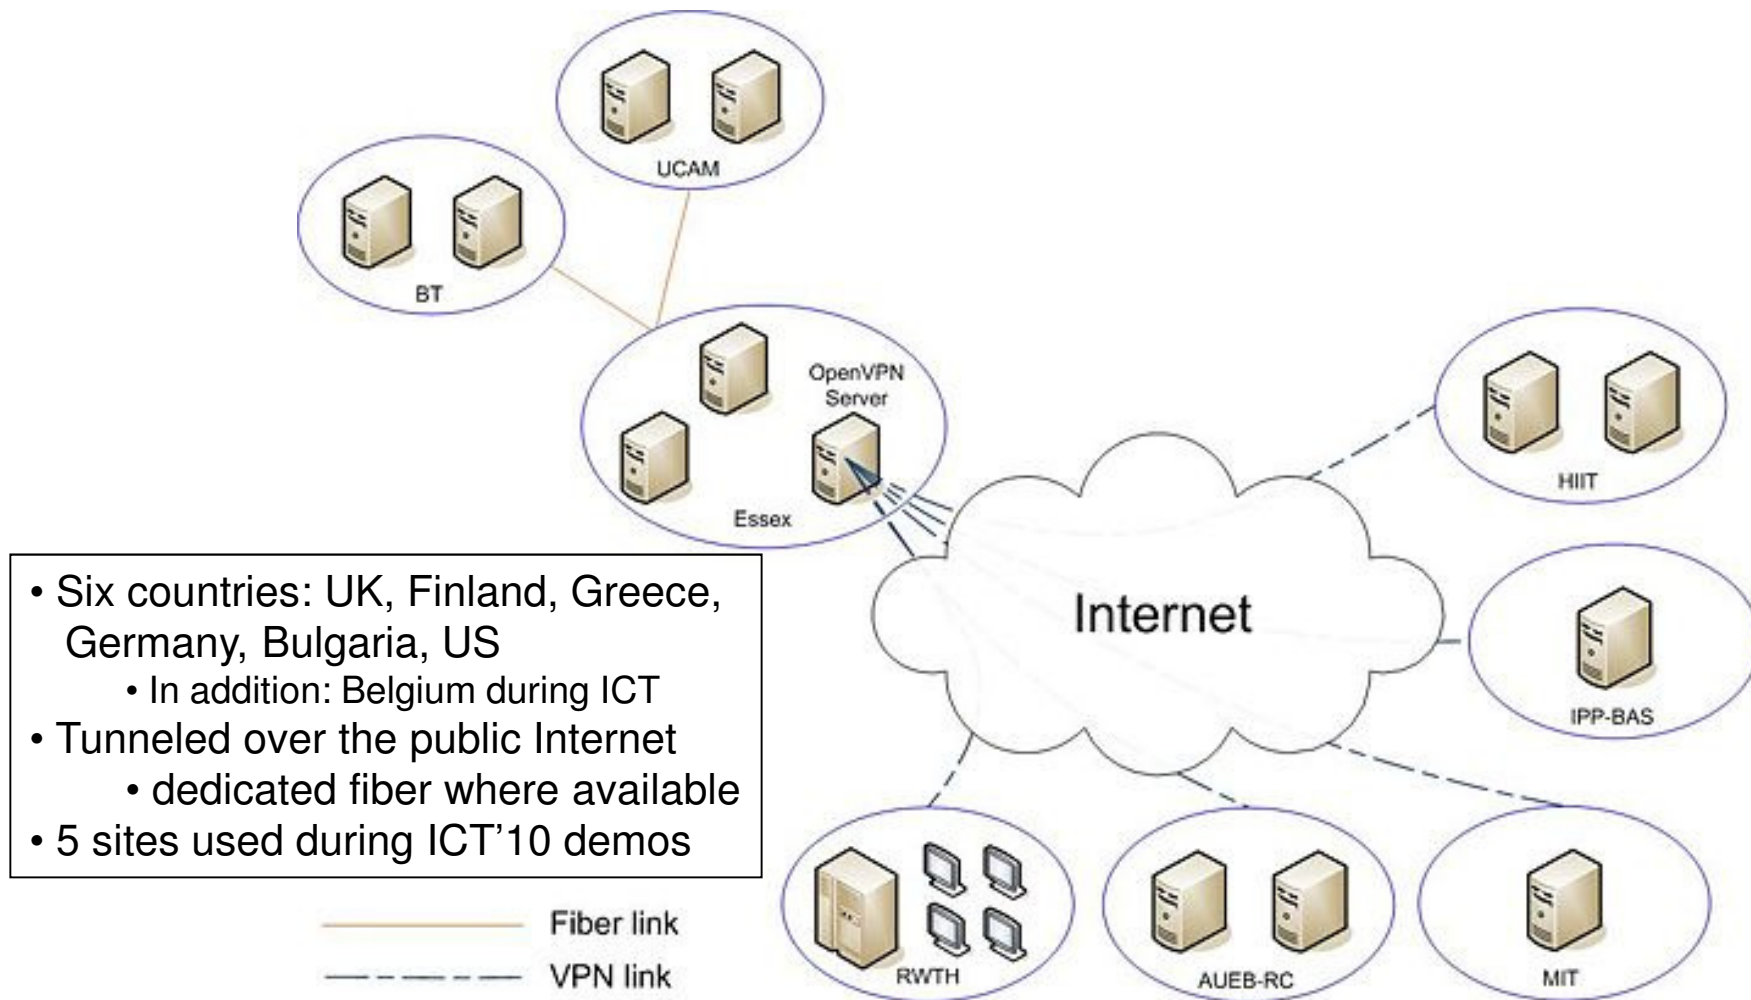 UCAM
BT
OpenVPN
Server
Essex
HIIT
Internet
IPP-BAS
• Six countries: UK, Finland, Greece,
Germany, Bulgaria, US
• In addition: Belgium during ICT
• Tunneled over the public Internet
• dedicated fiber where available
• 5 sites used during ICT’10 demos
Fiber link
VPN link
RWTH
AUEB-RC
MIT